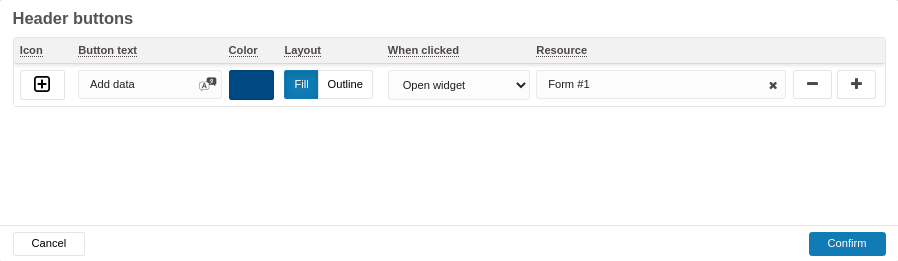 Header buttons
Icon Button text Color Layout When clicked Resource
Add data Fill Outline Open widget Form #1
Cancel Confirm